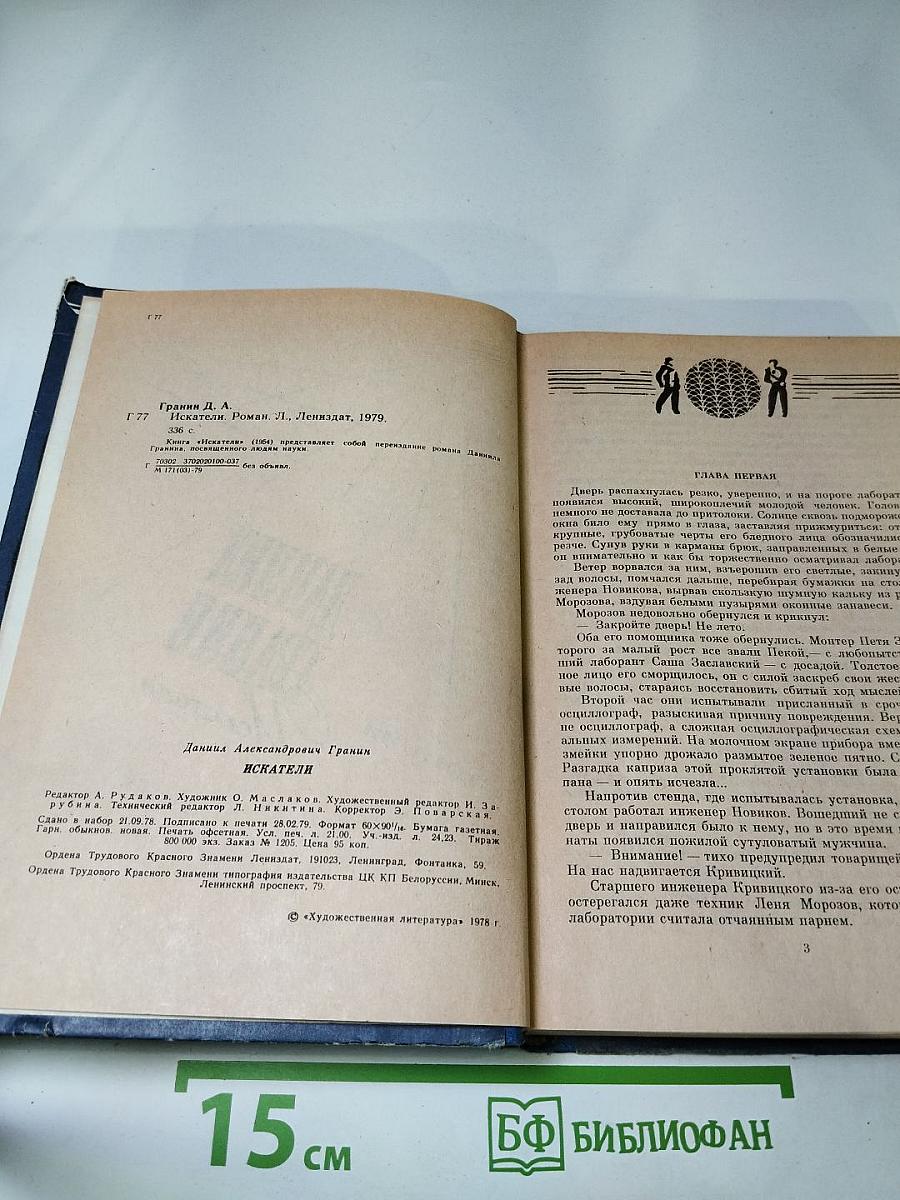 Г 77
Гранин Д. А.
Г 77 Искатели. Роман. Л., Лениздат, 1979.
336 с.
Книга «Искатели» (1954) представляет собой переиздание романа Даниила
Гранина, посвященного людям науки.
Г 70302 3702020100-037
М 171(03)-79 без объявл.
Даниил Александрович Гранин
ИСКАТЕЛИ
Редактор А. Рудаков. Художник О. Маслаков. Художественный редактор И. За-
рубина. Технический редактор Л. Никитина. Корректор Э. Поварская.
Сдано в набор 21.09.78. Подписано к печати 28.02.79. Формат 60×90¹/₁₆. Бумага газетная.
Гарн. обыкнов. новая. Печать офсетная. Усл. печ. л. 21,00. Уч.-изд. л. 24,23. Тираж
800 000 экз. Заказ № 1205. Цена 95 коп.
Ордена Трудового Красного Знамени Лениздат, 191023, Ленинград, Фонтанка, 59.
Ордена Трудового Красного Знамени типография издательства ЦК КП Белоруссии, Минск,
Ленинский проспект, 79.
© «Художественная литература» 1978 г.
ГЛАВА ПЕРВАЯ
Дверь распахнулась резко, уверенно, и на пороге лаборат
появился высокий, широкоплечий молодой человек. Голов
немного не доставала до притолоки. Солнце сквозь подмороже
окна било ему прямо в глаза, заставляя прижмуриться: от
крупные, грубоватые черты его бледного лица обозначилис
резче. Сунув руки в карманы брюк, заправленных в белые
он внимательно и как бы торжественно осматривал лабора
Ветер ворвался за ним, взъерошив его светлые, закину
зад волосы, помчался дальше, перебирая бумажки на сто
женера Новикова, вырвав скользкую шумную кальку из р
Морозова, вздувая белыми пузырями оконные занавеси.
Морозов недовольно обернулся и крикнул:
— Закройте дверь! Не лето.
Оба его помощника тоже обернулись. Монтер Петя З
торого за малый рост все звали Пекой,— с любопытст
ший лаборант Саша Заславский — с досадой. Толстое
ное лицо его сморщилось, он с силой заскреб свои жес
вые волосы, стараясь восстановить сбитый ход мыслей
Второй час они испытывали присланный в сроч
осциллограф, разыскивая причину повреждения. Вер
не осциллограф, а сложная осциллографическая схем
альных измерений. На молочном экране прибора вме
змейки упорно дрожало размытое зеленое пятно. С
Разгадка каприза этой проклятой установки была
пана — и опять исчезла...
Напротив стенда, где испытывалась установка,
столом работал инженер Новиков. Вошедший не с
дверь и направился было к нему, но в это время
наты появился пожилой сутуловатый мужчина.
— Внимание! — тихо предупредил товарищей
На нас надвигается Кривицкий.
Старшего инженера Кривицкого из-за его ост
остерегался даже техник Леня Морозов, кото
лаборатории считала отчаянным парнем.
3
15 см
БФ БИБЛИОФАН